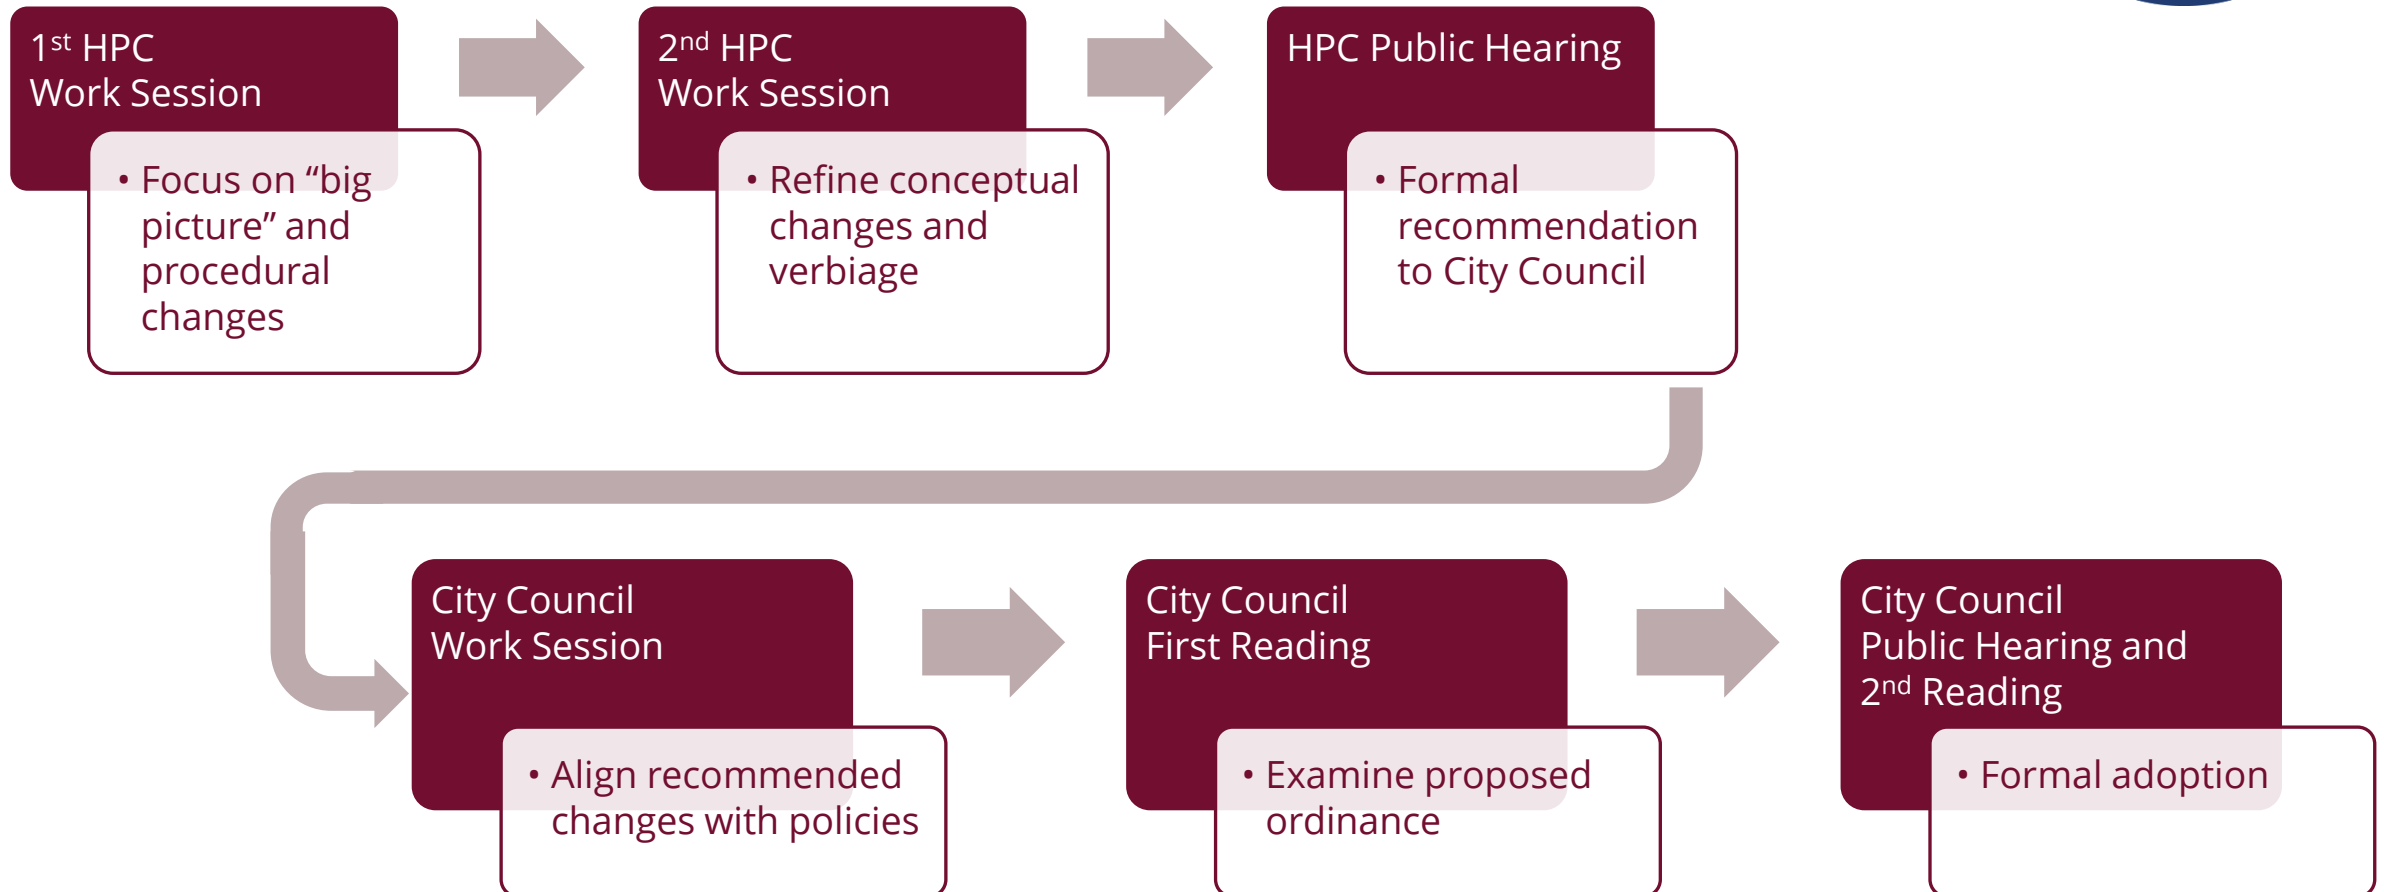 1st HPC
Work Session
• Focus on “big
picture” and
procedural
changes
2nd HPC
Work Session
• Refine conceptual
changes and
verbiage
HPC Public Hearing
• Formal
recommendation
to City Council
City Council
Work Session
• Align recommended
changes with policies
City Council
First Reading
• Examine proposed
ordinance
City Council
Public Hearing and
2nd Reading
• Formal adoption